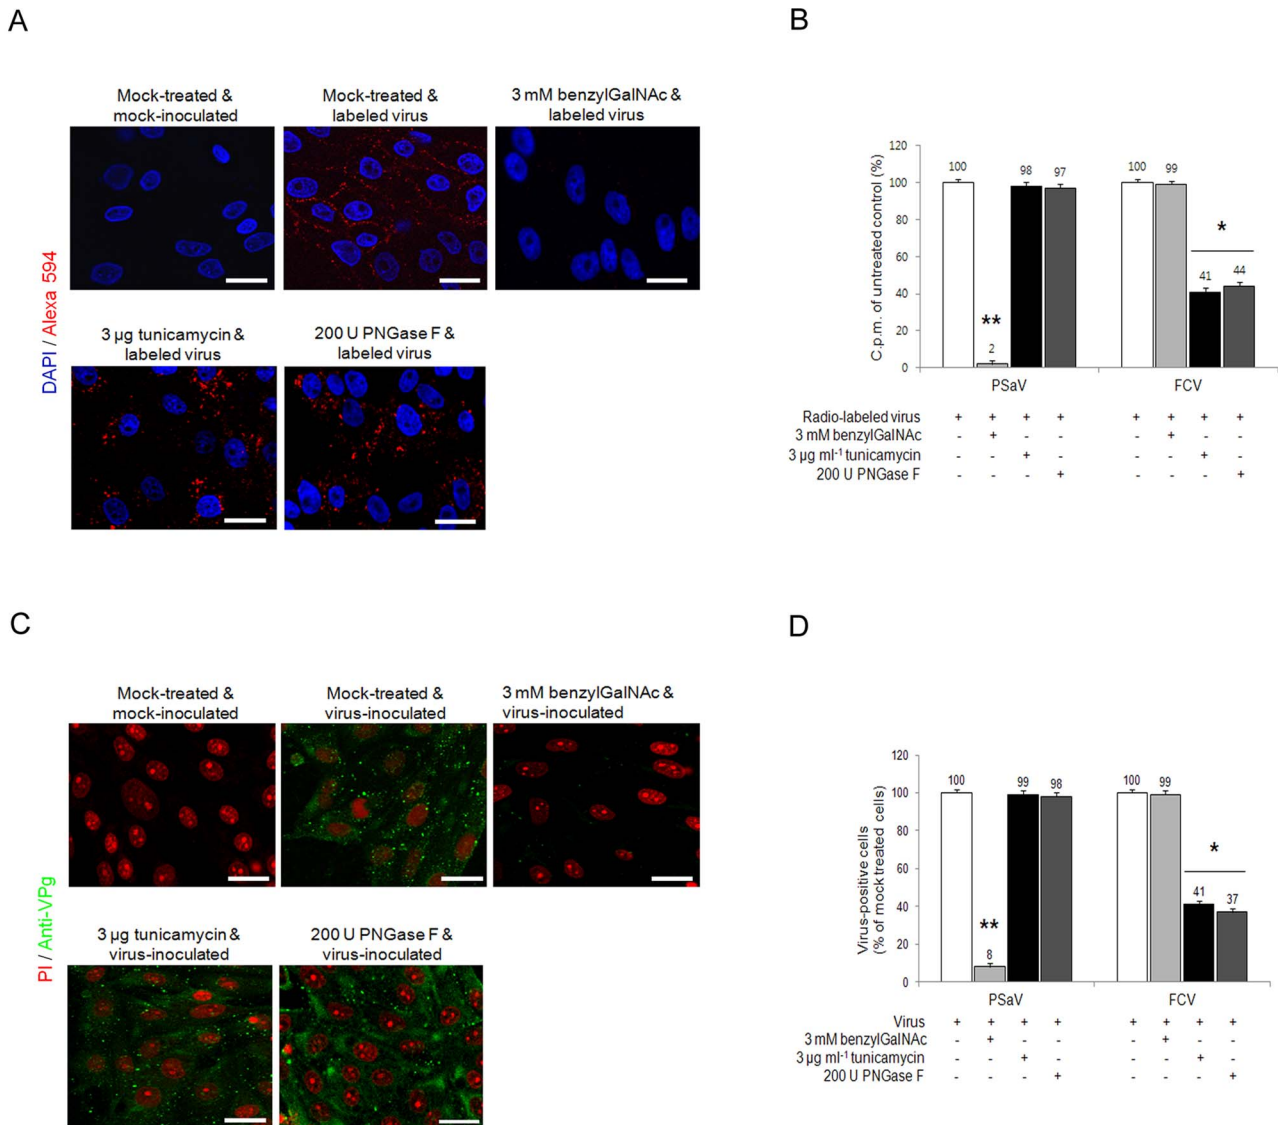 A
Mock-treated &
mock-inoculated
Mock-treated &
labeled virus
3 mM benzylGalNAc &
labeled virus
3 µg tunicamycin &
labeled virus
200 U PNGase F &
labeled virus
DAPI / Alexa 594
B
C.p.m. of untreated control (%)
120
100
80
60
40
20
0
100
**
2
98
97
100
99
*
41
44
PSaV
FCV
Radio-labeled virus + + + + + + + +
3 mM benzylGalNAc - + - - - + - -
3 µg ml-1 tunicamycin - - + - - - + -
200 U PNGase F - - - + - - - +
C
Mock-treated &
mock-inoculated
Mock-treated &
virus-inoculated
3 mM benzylGalNAc &
virus-inoculated
3 µg tunicamycin &
virus-inoculated
200 U PNGase F &
virus-inoculated
PI / Anti-VPg
D
Virus-positive cells
(% of mock treated cells)
120
100
80
60
40
20
0
100
**
8
99
98
100
99
*
41
37
PSaV
FCV
Virus + + + + + + + +
3 mM benzylGalNAc - + - - - + - -
3 µg ml-1 tunicamycin - - + - - - + -
200 U PNGase F - - - + - - - +